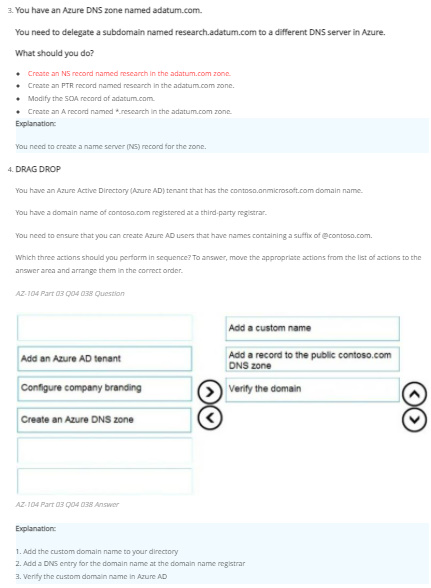 3. You have an Azure DNS zone named adatum.com.
You need to delegate a subdomain named research.adatum.com to a different DNS server in Azure.
What should you do?
• Create an NS record named research in the adatum.com zone.
• Create an PTR record named research in the adatum.com zone.
• Modify the SOA record of adatum.com.
• Create an A record named *.research in the adatum.com zone.
Explanation:
You need to create a name server (NS) record for the zone.
4. DRAG DROP
You have an Azure Active Directory (Azure AD) tenant that has the contoso.onmicrosoft.com domain name.
You have a domain name of contoso.com registered at a third-party registrar.
You need to ensure that you can create Azure AD users that have names containing a suffix of @contoso.com.
Which three actions should you perform in sequence? To answer, move the appropriate actions from the list of actions to the
answer area and arrange them in the correct order.
AZ-104 Part 03 Q04 038 Question
Add an Azure AD tenant
Configure company branding
Create an Azure DNS zone
Add a custom name
Add a record to the public contoso.com
DNS zone
Verify the domain
AZ-104 Part 03 Q04 038 Answer
Explanation:
1. Add the custom domain name to your directory
2. Add a DNS entry for the domain name at the domain name registrar
3. Verify the custom domain name in Azure AD